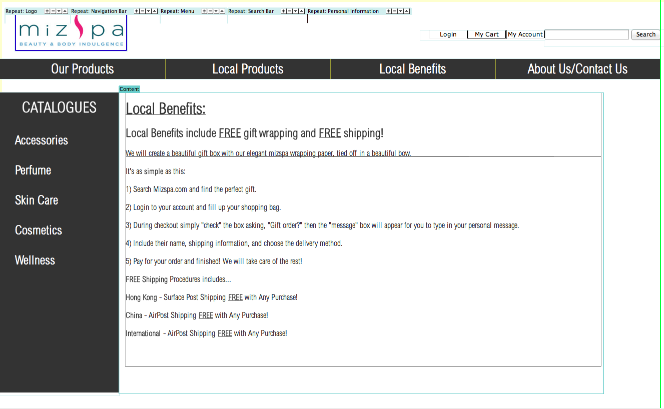 Repeat: Logo Repeat: Navigation Bar Repeat: Menu Repeat: Search Bar Repeat: Personal Information
mizspa
BEAUTY & BODY INDULGENCE
Login My Cart My Account Search
Our Products Local Products Local Benefits About Us/Contact Us
Content
CATALOGUES
Accessories
Perfume
Skin Care
Cosmetics
Wellness
Local Benefits:
Local Benefits include FREE gift wrapping and FREE shipping!
We will create a beautiful gift box with our elegant mizspa wrapping paper, tied off in a beautiful bow.
It's as simple as this:
1) Search Mizspa.com and find the perfect gift.
2) Login to your account and fill up your shopping bag.
3) During checkout simply "check" the box asking, "Gift order?" then the "message" box will appear for you to type in your personal message.
4) Include their name, shipping information, and choose the delivery method.
5) Pay for your order and finished! We will take care of the rest!
FREE Shipping Procedures includes...
Hong Kong - Surface Post Shipping FREE with Any Purchase!
China - AirPost Shipping FREE with Any Purchase!
International - AirPost Shipping FREE with Any Purchase!